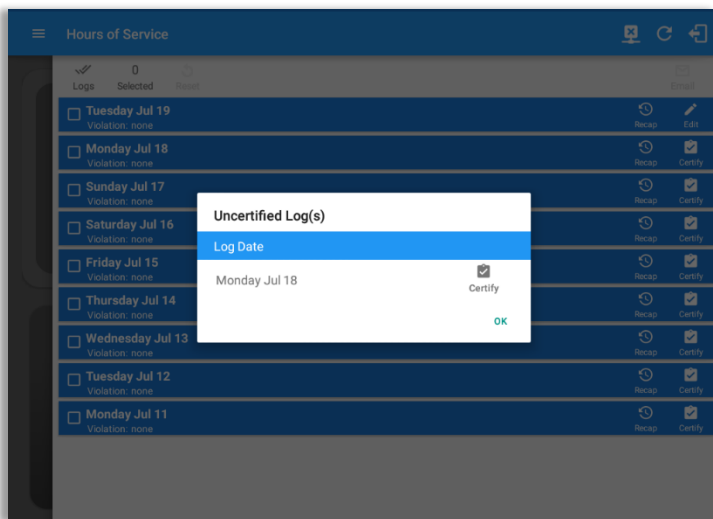 Hours of Service
0
Logs Selected Reset Email
Tuesday Jul 19
Violation: none
Recap Edit
Monday Jul 18
Violation: none
Recap Certify
Sunday Jul 17
Violation: none
Recap Certify
Saturday Jul 16
Violation: none
Recap Certify
Friday Jul 15
Violation: none
Recap Certify
Thursday Jul 14
Violation: none
Recap Certify
Wednesday Jul 13
Violation: none
Recap Certify
Tuesday Jul 12
Violation: none
Recap Certify
Monday Jul 11
Violation: none
Recap Certify
Uncertified Log(s)
Log Date
Monday Jul 18
Certify
OK